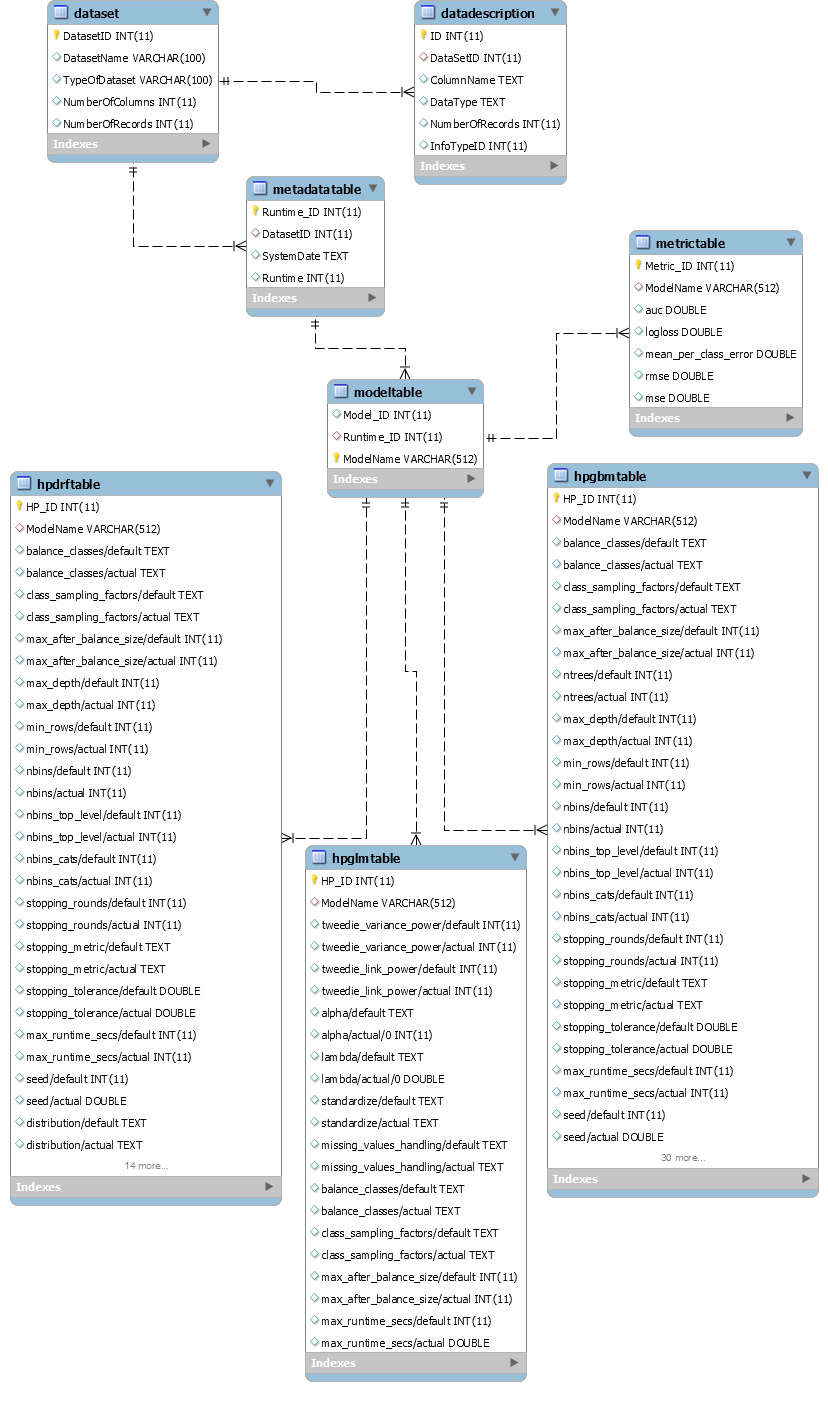 dataset
DatasetID INT(11)
DatasetName VARCHAR(100)
TypeOfDataset VARCHAR(100)
NumberOfColumns INT(11)
NumberOfRecords INT(11)
Indexes
datadescription
ID INT(11)
DataSetID INT(11)
ColumnName TEXT
DataType TEXT
NumberOfRecords INT(11)
InfoTypeID INT(11)
Indexes
metadatatable
Runtime_ID INT(11)
DatasetID INT(11)
SystemDate TEXT
Runtime INT(11)
Indexes
metrictable
Metric_ID INT(11)
ModelName VARCHAR(512)
auc DOUBLE
logloss DOUBLE
mean_per_class_error DOUBLE
rmse DOUBLE
mse DOUBLE
Indexes
modeltable
Model_ID INT(11)
Runtime_ID INT(11)
ModelName VARCHAR(512)
Indexes
hpdrftable
HP_ID INT(11)
ModelName VARCHAR(512)
balance_classes/default TEXT
balance_classes/actual TEXT
class_sampling_factors/default TEXT
class_sampling_factors/actual TEXT
max_after_balance_size/default INT(11)
max_after_balance_size/actual INT(11)
max_depth/default INT(11)
max_depth/actual INT(11)
min_rows/default INT(11)
min_rows/actual INT(11)
nbins/default INT(11)
nbins/actual INT(11)
nbins_top_level/default INT(11)
nbins_top_level/actual INT(11)
nbins_cats/default INT(11)
nbins_cats/actual INT(11)
stopping_rounds/default INT(11)
stopping_rounds/actual INT(11)
stopping_metric/default TEXT
stopping_metric/actual TEXT
stopping_tolerance/default DOUBLE
stopping_tolerance/actual DOUBLE
max_runtime_secs/default INT(11)
max_runtime_secs/actual INT(11)
seed/default INT(11)
seed/actual DOUBLE
distribution/default TEXT
distribution/actual TEXT
14 more...
Indexes
hpglmtable
HP_ID INT(11)
ModelName VARCHAR(512)
tweedie_variance_power/default INT(11)
tweedie_variance_power/actual INT(11)
tweedie_link_power/default INT(11)
tweedie_link_power/actual INT(11)
alpha/default TEXT
alpha/actual/0 INT(11)
lambda/default TEXT
lambda/actual/0 DOUBLE
standardize/default TEXT
standardize/actual TEXT
missing_values_handling/default TEXT
missing_values_handling/actual TEXT
balance_classes/default TEXT
balance_classes/actual TEXT
class_sampling_factors/default TEXT
class_sampling_factors/actual TEXT
max_after_balance_size/default INT(11)
max_after_balance_size/actual INT(11)
max_runtime_secs/default INT(11)
max_runtime_secs/actual DOUBLE
Indexes
hpgbmtable
HP_ID INT(11)
ModelName VARCHAR(512)
balance_classes/default TEXT
balance_classes/actual TEXT
class_sampling_factors/default TEXT
class_sampling_factors/actual TEXT
max_after_balance_size/default INT(11)
max_after_balance_size/actual INT(11)
ntrees/default INT(11)
ntrees/actual INT(11)
max_depth/default INT(11)
max_depth/actual INT(11)
min_rows/default INT(11)
min_rows/actual INT(11)
nbins/default INT(11)
nbins/actual INT(11)
nbins_top_level/default INT(11)
nbins_top_level/actual INT(11)
nbins_cats/default INT(11)
nbins_cats/actual INT(11)
stopping_rounds/default INT(11)
stopping_rounds/actual INT(11)
stopping_metric/default TEXT
stopping_metric/actual TEXT
stopping_tolerance/default DOUBLE
stopping_tolerance/actual DOUBLE
max_runtime_secs/default INT(11)
max_runtime_secs/actual INT(11)
seed/default INT(11)
seed/actual DOUBLE
30 more...
Indexes